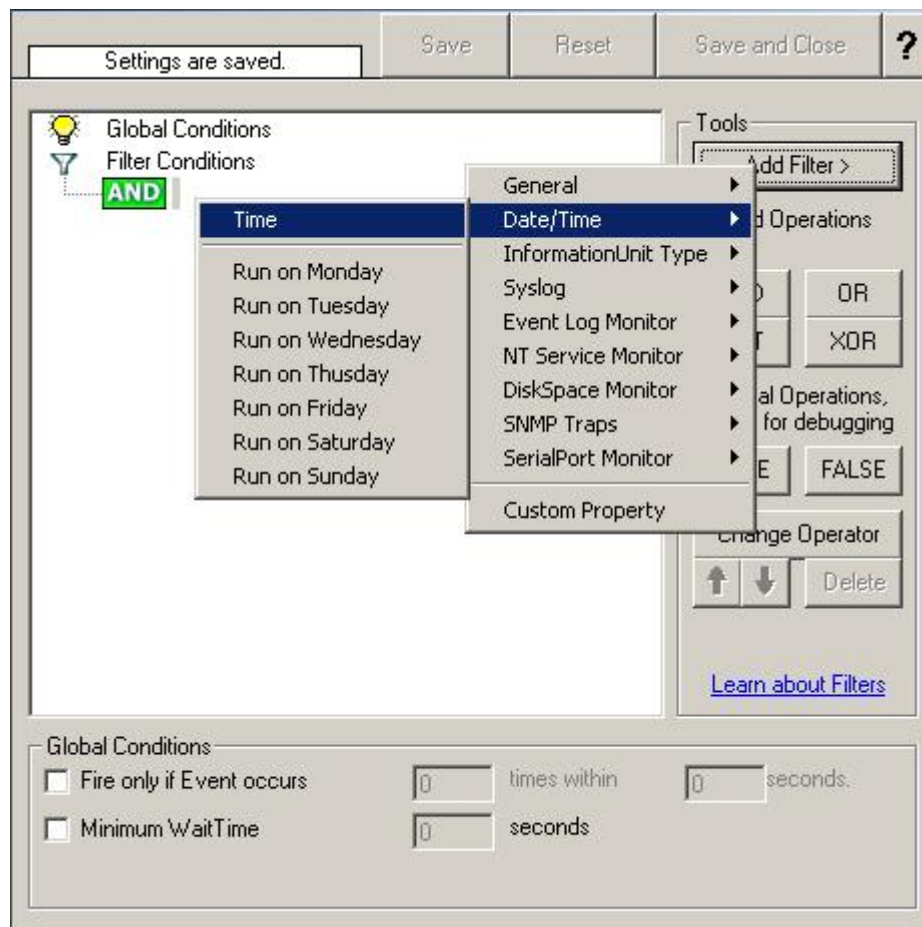 Settings are saved.
Save
Reset
Save and Close
?
Global Conditions
Filter Conditions
AND
Time
Run on Monday
Run on Tuesday
Run on Wednesday
Run on Thusday
Run on Friday
Run on Saturday
Run on Sunday
General
Date/Time
InformationUnit Type
Syslog
Event Log Monitor
NT Service Monitor
DiskSpace Monitor
SNMP Traps
SerialPort Monitor
Custom Property
Tools
Add Filter >
Operations
OR
XOR
Operations,
for debugging
FALSE
Change Operator
Delete
Learn about Filters
Global Conditions
Fire only if Event occurs
0
times within
0
seconds.
Minimum WaitTime
0
seconds